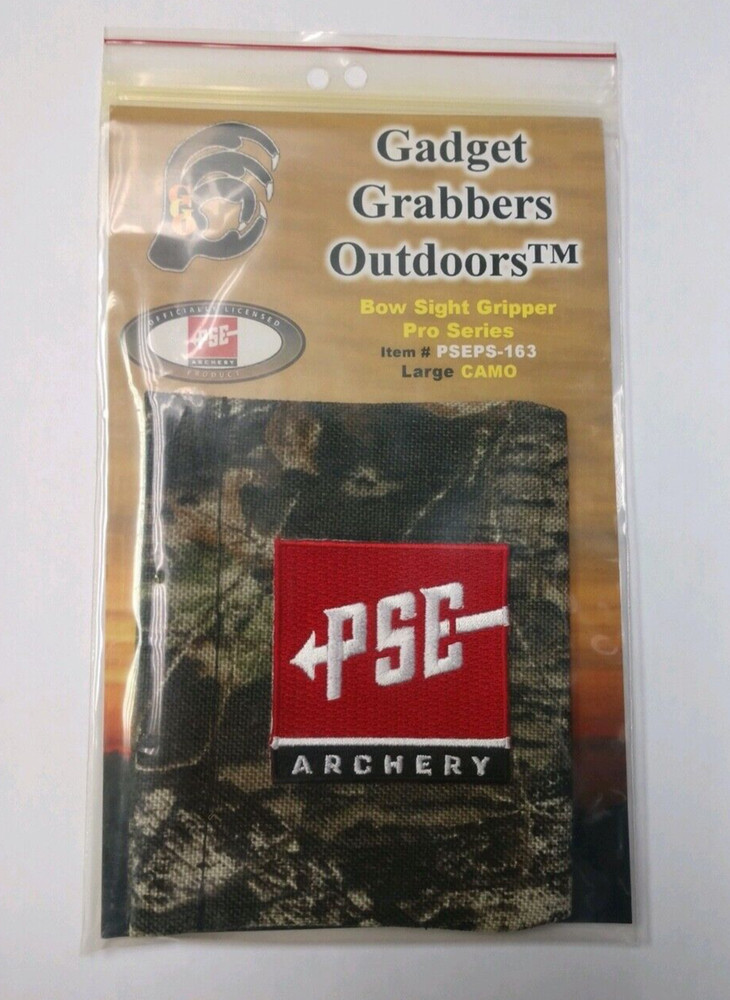 Gadget
Grabbers
Outdoors™
GG
Bow Sight Gripper
Pro Series
Item # PSEPS-163
Large CAMO
OFFICIALLY LICENSED
PSE
ARCHERY
PRODUCT
PSE
ARCHERY